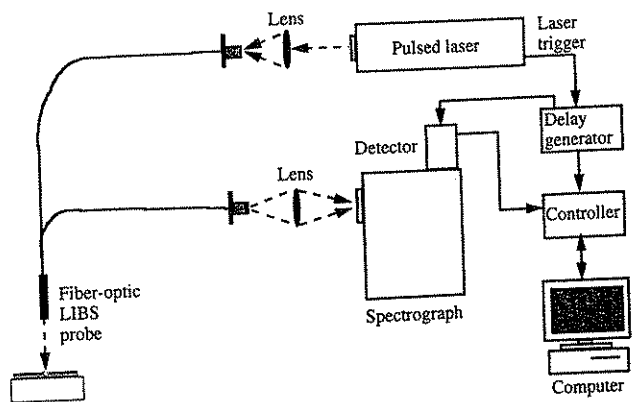 Lens
Pulsed laser
Laser
trigger
Detector
Delay
generator
Lens
Controller
Fiber-optic
LIBS
probe
Spectrograph
Computer